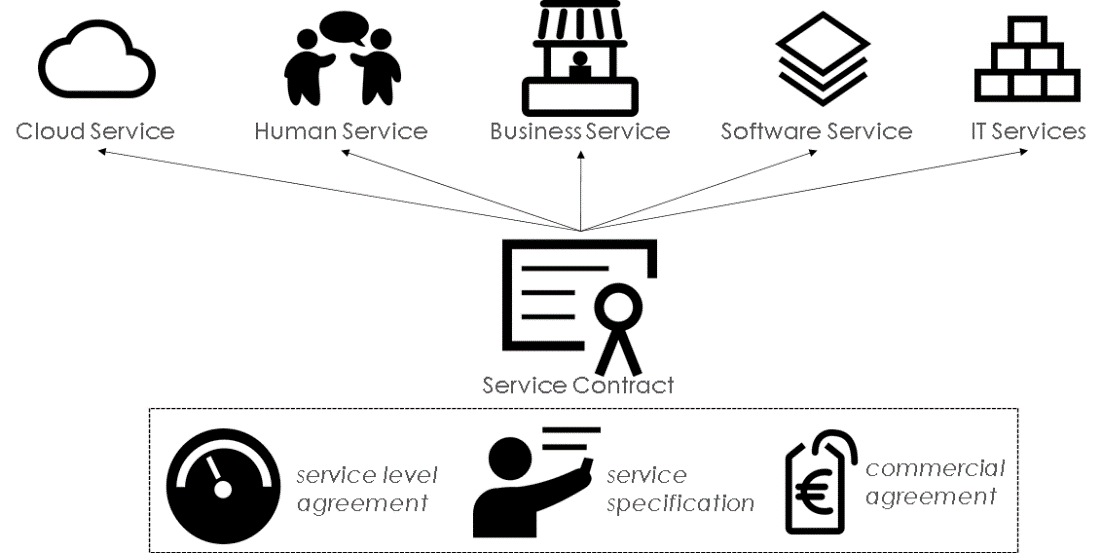 Cloud Service
Human Service
Business Service
Software Service
IT Services
Service Contract
service level
agreement
service
specification
€
commercial
agreement